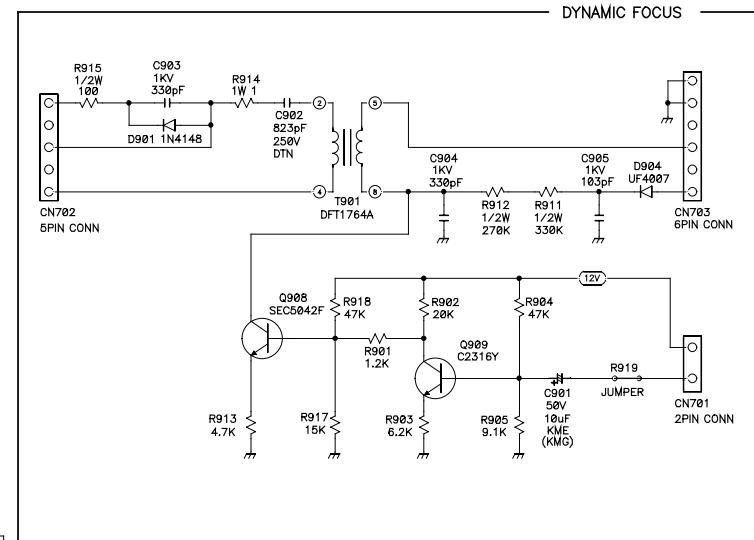 DYNAMIC FOCUS
R915
1/2W
100
C903
1KV
330pF
R914
1W 1
D901 1N4148
C902
823pF
250V
DTN
2
5
4
8
T901
DFT1764A
CN702
5PIN CONN
C904
1KV
330pF
R912
1/2W
270K
R911
1/2W
330K
C905
1KV
103pF
D904
UF4007
CN703
6PIN CONN
12V
Q908
SEC5042F
R918
47K
R902
20K
R904
47K
R901
1.2K
Q909
C2316Y
R913
4.7K
R917
15K
R903
6.2K
R905
9.1K
C901
50V
10uF
KME
(KMG)
R919
JUMPER
CN701
2PIN CONN